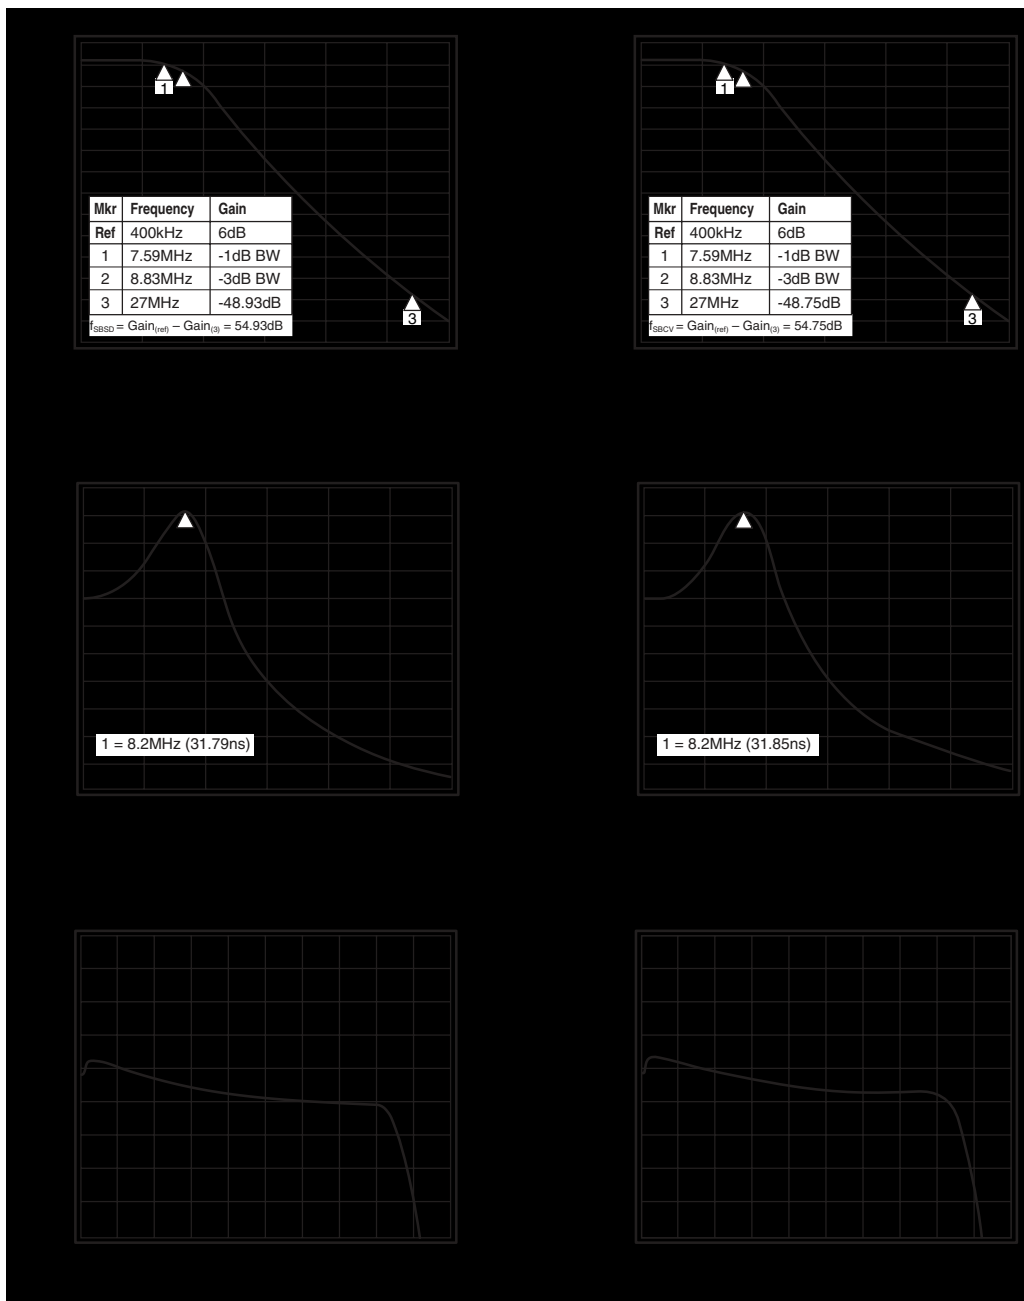 1
Mkr Frequency Gain
Ref 400kHz 6dB
1 7.59MHz -1dB BW
2 8.83MHz -3dB BW
3 27MHz -48.93dB
fSBSD = Gain(ref) – Gain(3) = 54.93dB
3
1
Mkr Frequency Gain
Ref 400kHz 6dB
1 7.59MHz -1dB BW
2 8.83MHz -3dB BW
3 27MHz -48.75dB
fSBCV = Gain(ref) – Gain(3) = 54.75dB
3
1 = 8.2MHz (31.79ns)
1 = 8.2MHz (31.85ns)